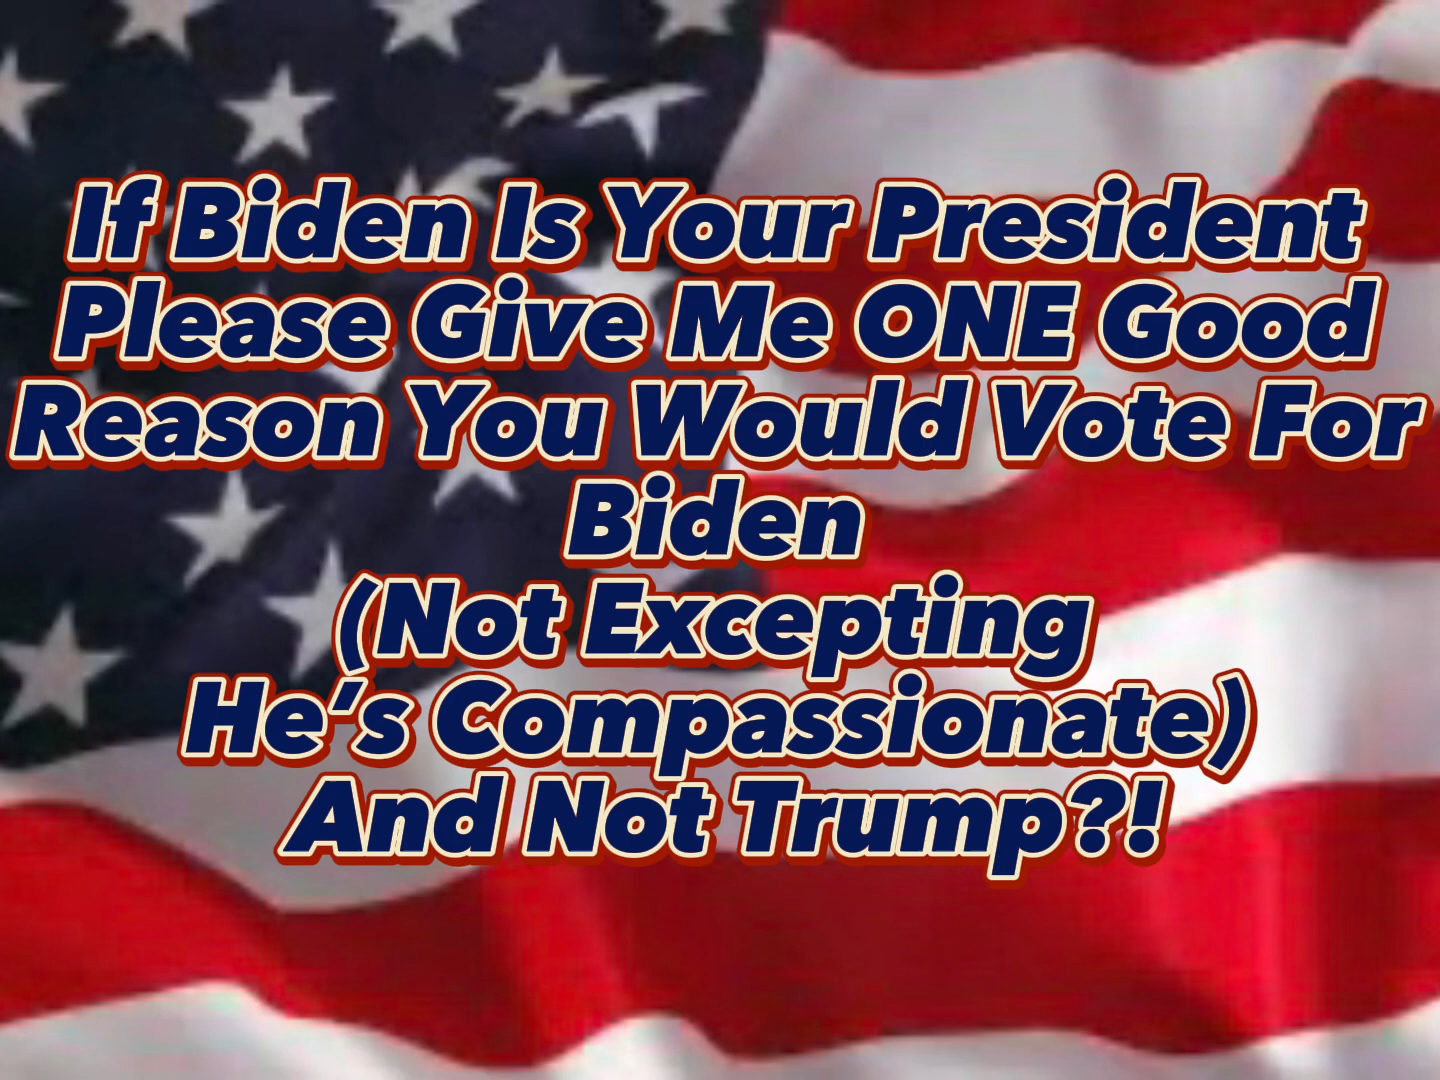 If Biden Is Your President
Please Give Me ONE Good
Reason You Would Vote For
Biden
(Not Excepting
He’s Compassionate)
And Not Trump?!